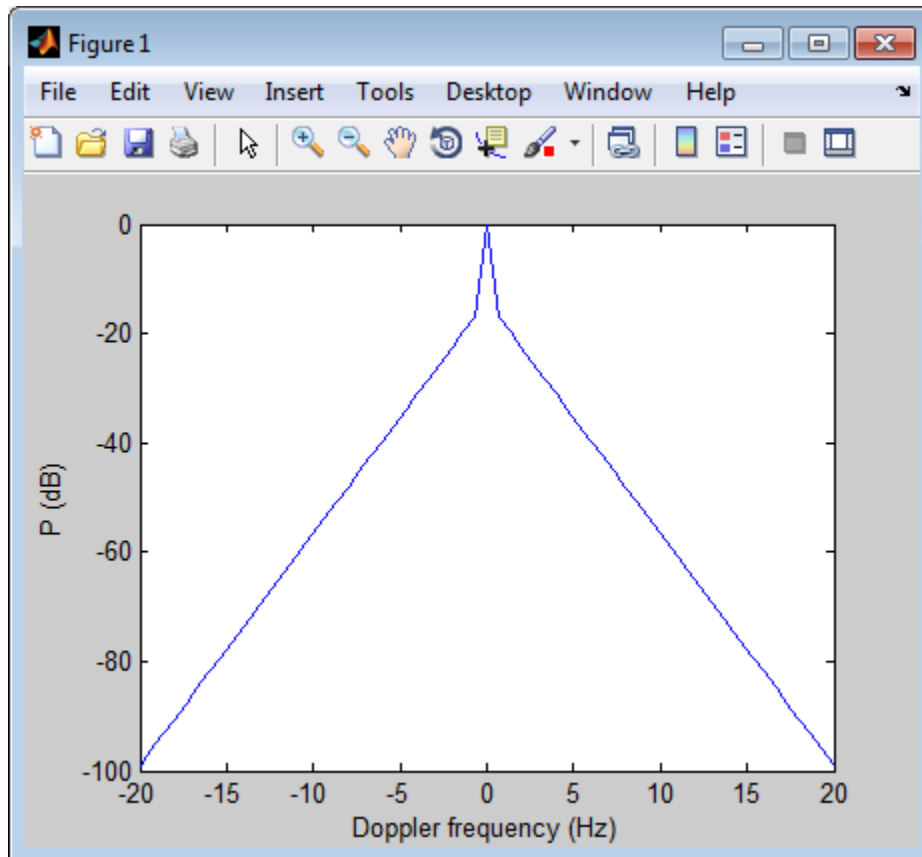 Figure 1
File Edit View Insert Tools Desktop Window Help
0
-20
-40
-60
-80
-100
P (dB)
-20 -15 -10 -5 0 5 10 15 20
Doppler frequency (Hz)